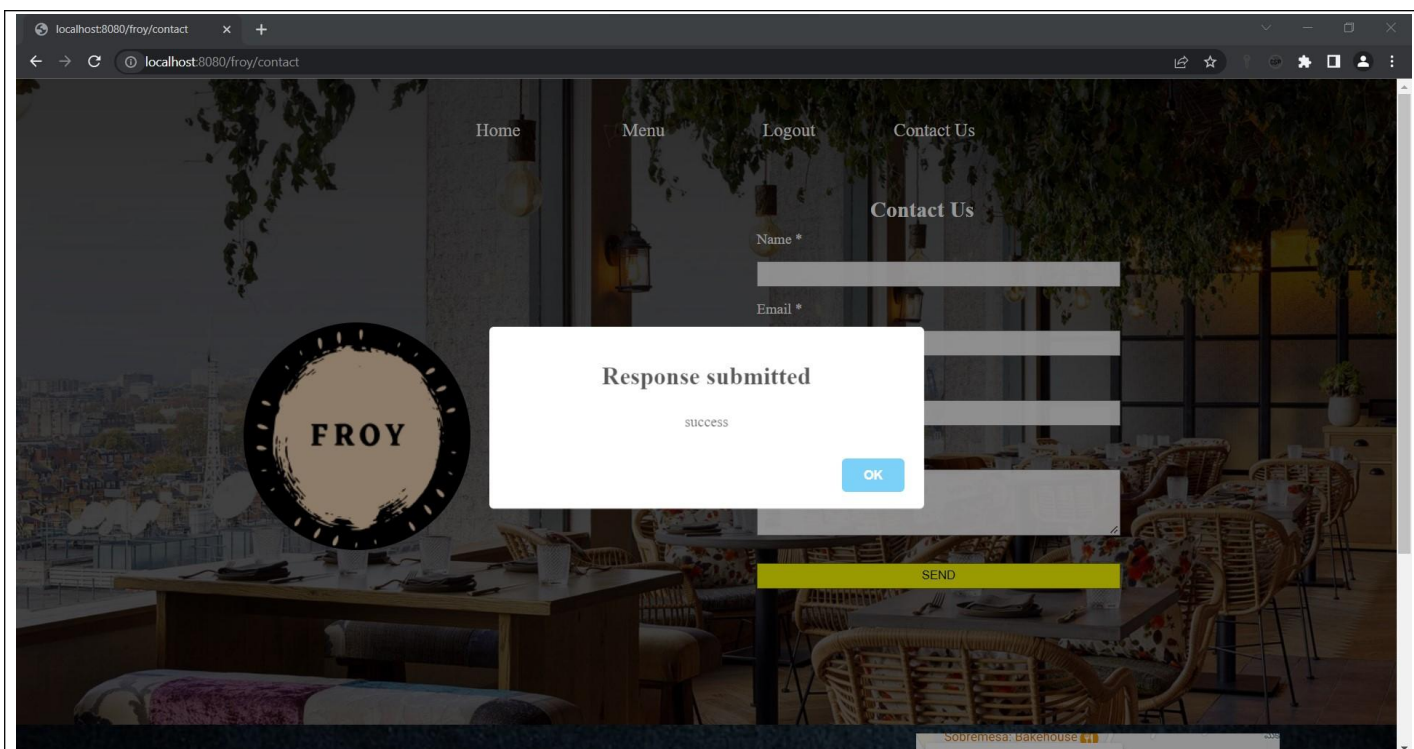 localhost:8080/froy/contact
localhost:8080/froy/contact
Home Menu Logout Contact Us
Contact Us
Name *
Email *
Response submitted
success
OK
FROY
SEND
Sobremesa: Bakehouse